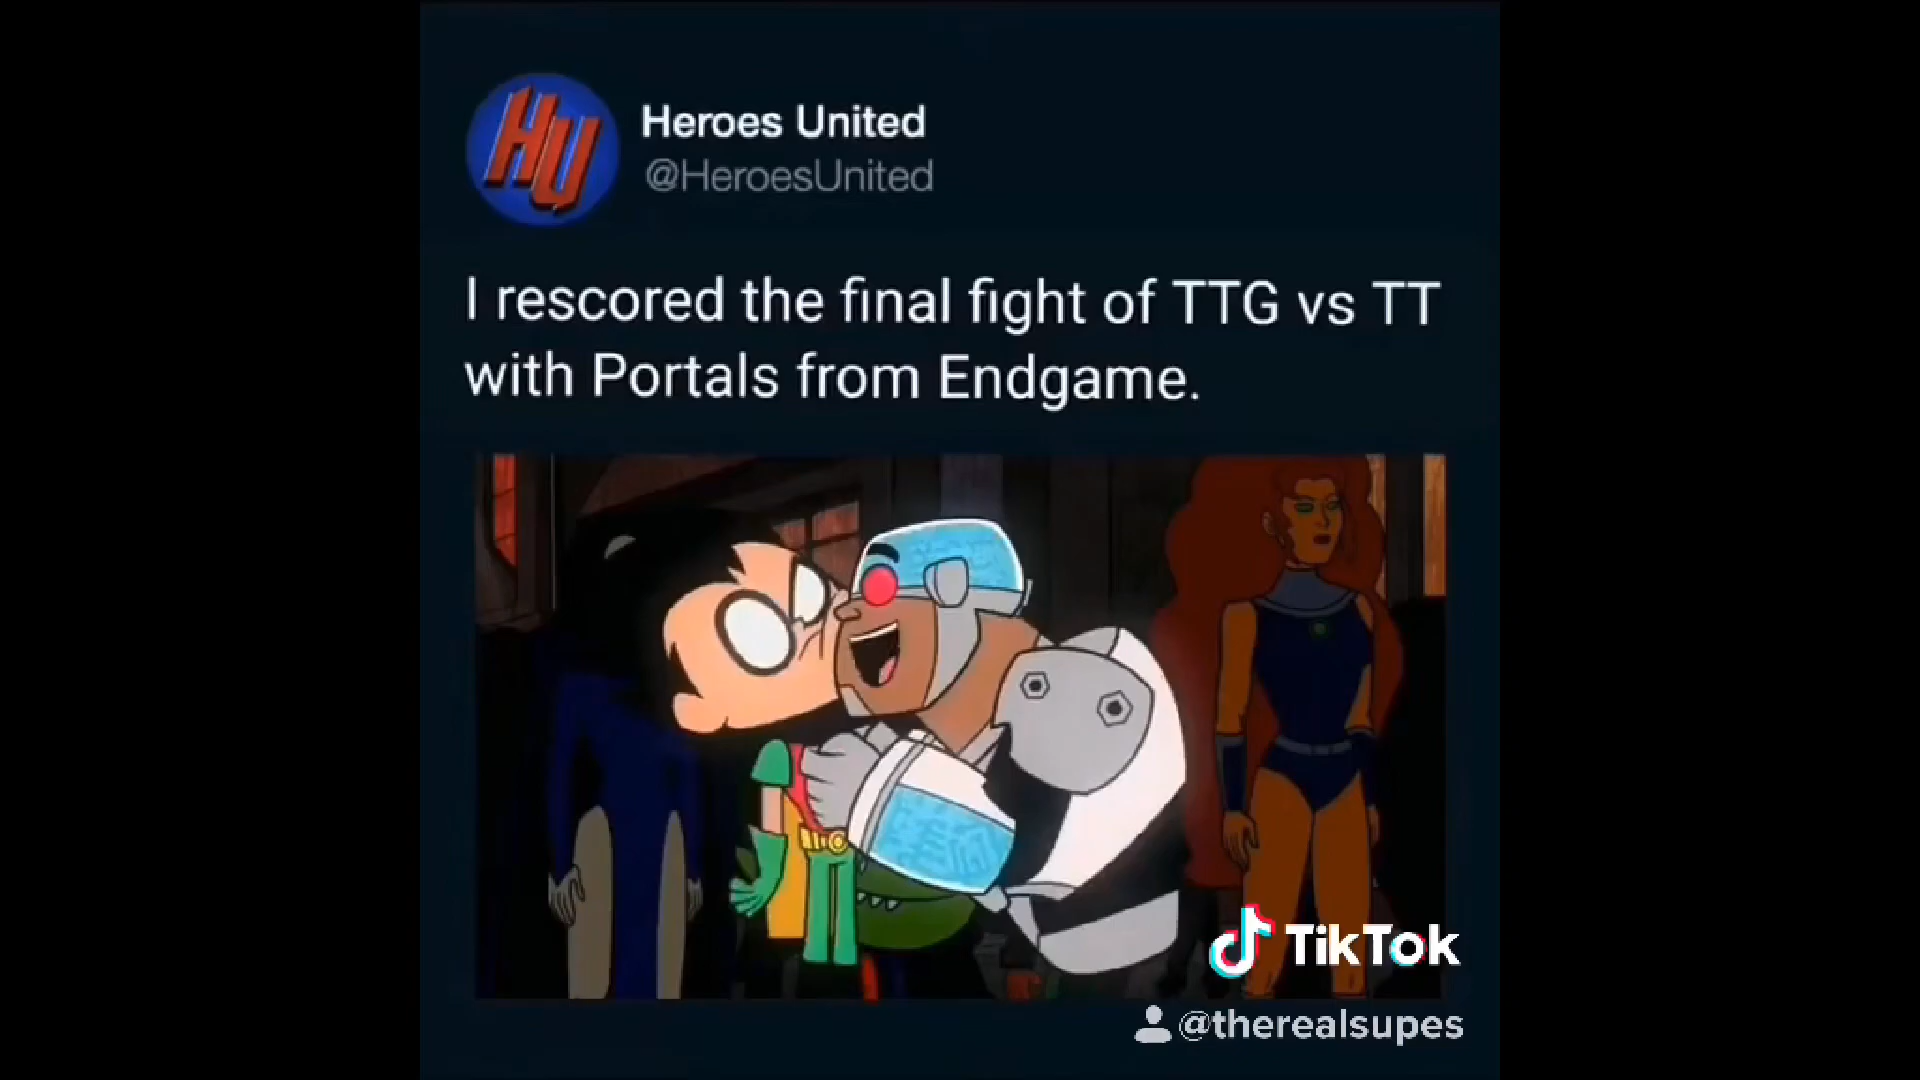 HU
Heroes United
@HeroesUnited
I rescored the final fight of TTG vs TT
with Portals from Endgame.
TikTok
@therealsupes